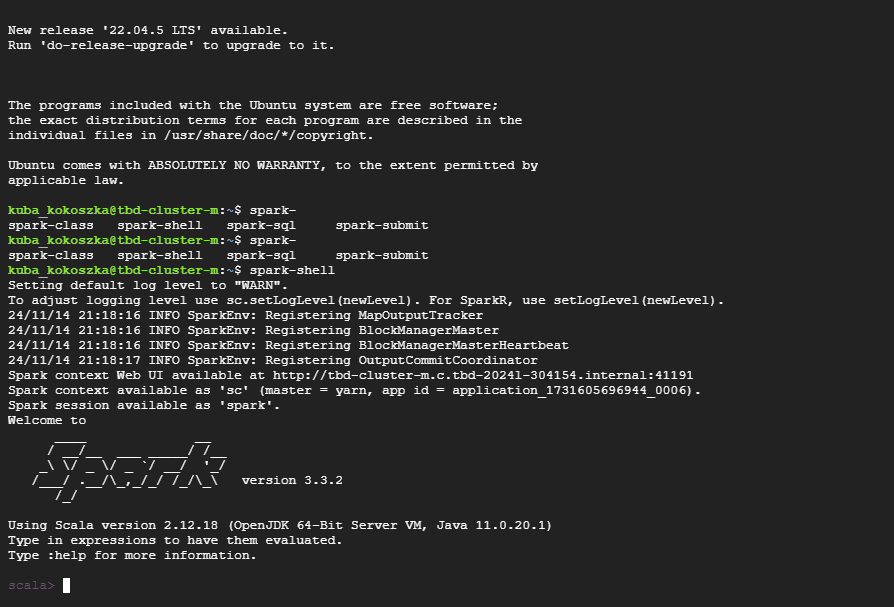 New release '22.04.5 LTS' available.
Run 'do-release-upgrade' to upgrade to it.
The programs included with the Ubuntu system are free software;
the exact distribution terms for each program are described in the
individual files in /usr/share/doc/*/copyright.
Ubuntu comes with ABSOLUTELY NO WARRANTY, to the extent permitted by
applicable law.
kuba_kokoszka@tbd-cluster-m:~$ spark-
spark-class   spark-shell   spark-sql     spark-submit
kuba_kokoszka@tbd-cluster-m:~$ spark-
spark-class   spark-shell   spark-sql     spark-submit
kuba_kokoszka@tbd-cluster-m:~$ spark-shell
Setting default log level to "WARN".
To adjust logging level use sc.setLogLevel(newLevel). For SparkR, use setLogLevel(newLevel).
24/11/14 21:18:16 INFO SparkEnv: Registering MapOutputTracker
24/11/14 21:18:16 INFO SparkEnv: Registering BlockManagerMaster
24/11/14 21:18:16 INFO SparkEnv: Registering BlockManagerMasterHeartbeat
24/11/14 21:18:17 INFO SparkEnv: Registering OutputCommitCoordinator
Spark context Web UI available at http://tbd-cluster-m.c.tbd-2024l-304154.internal:41191
Spark context available as 'sc' (master = yarn, app id = application_1731605696944_0006).
Spark session available as 'spark'.
Welcome to
      ____              __
     / __/__  ___ _____/ /__
    _\ \/ _ \/ _ `/ __/  '_/
   /___/ .__/\_,_/_/ /_/\_\   version 3.3.2
      /_/
Using Scala version 2.12.18 (OpenJDK 64-Bit Server VM, Java 11.0.20.1)
Type in expressions to have them evaluated.
Type :help for more information.
scala>